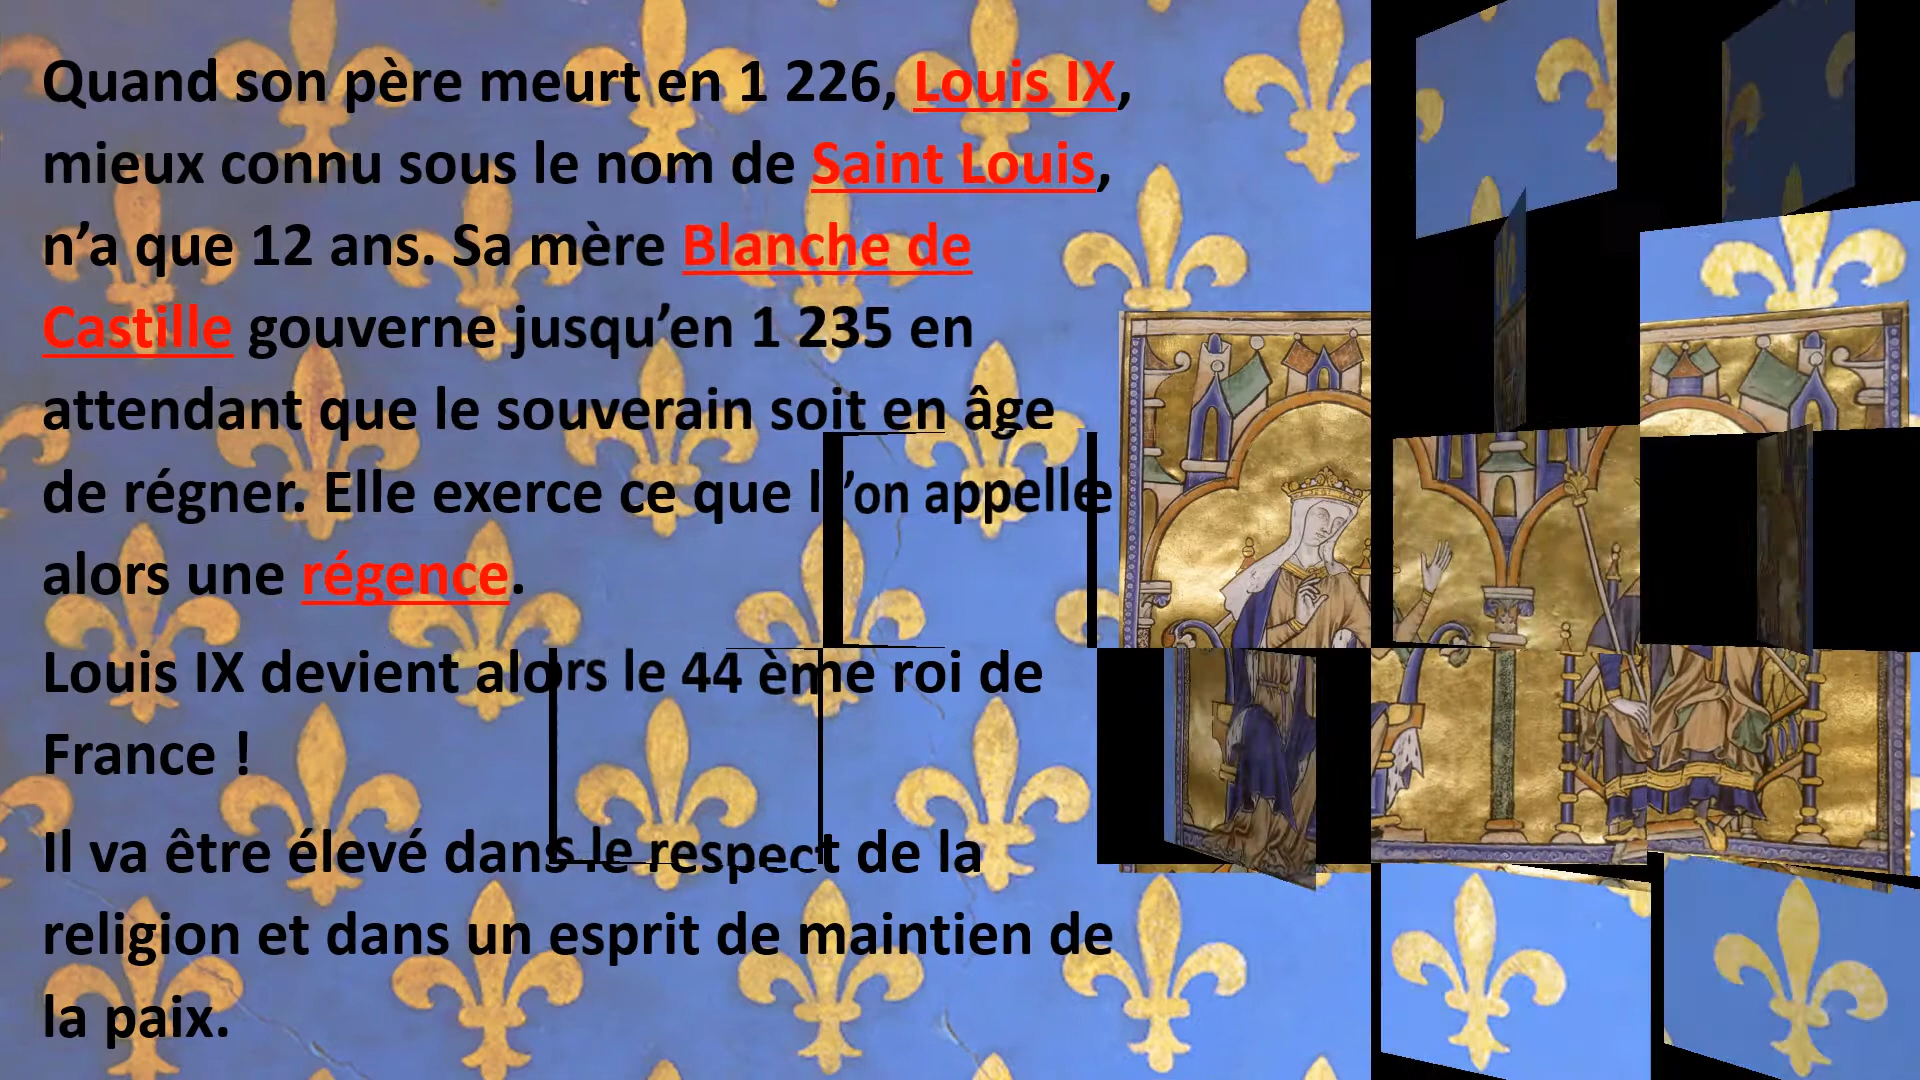 Quand son père meurt en 1 226, Louis IX,
mieux connu sous le nom de Saint Louis,
n’a que 12 ans. Sa mère Blanche de
Castille gouverne jusqu’en 1 235 en
attendant que le souverain soit en âge
de régner. Elle exerce ce que l’on appelle
alors une régence.
Louis IX devient alors le 44 ème roi de
France !
Il va être élevé dans le respect de la
religion et dans un esprit de maintien de
la paix.